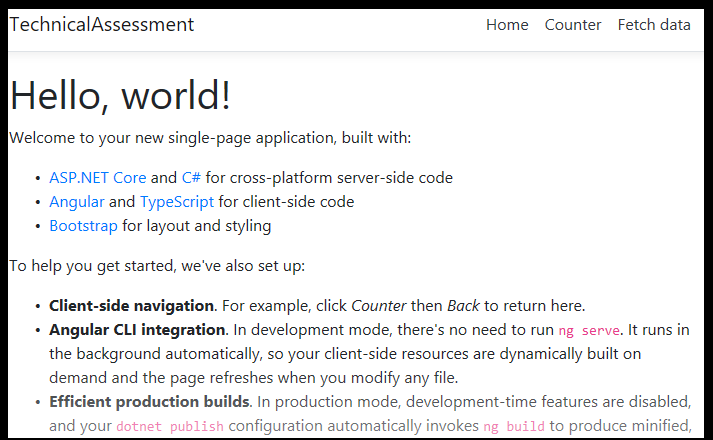 TechnicalAssessment Home Counter Fetch data
Hello, world!
Welcome to your new single-page application, built with:
• ASP.NET Core and C# for cross-platform server-side code
• Angular and TypeScript for client-side code
• Bootstrap for layout and styling
To help you get started, we've also set up:
• Client-side navigation. For example, click Counter then Back to return here.
• Angular CLI integration. In development mode, there's no need to run ng serve. It runs in
the background automatically, so your client-side resources are dynamically built on
demand and the page refreshes when you modify any file.
• Efficient production builds. In production mode, development-time features are disabled,
and your dotnet publish configuration automatically invokes ng build to produce minified,